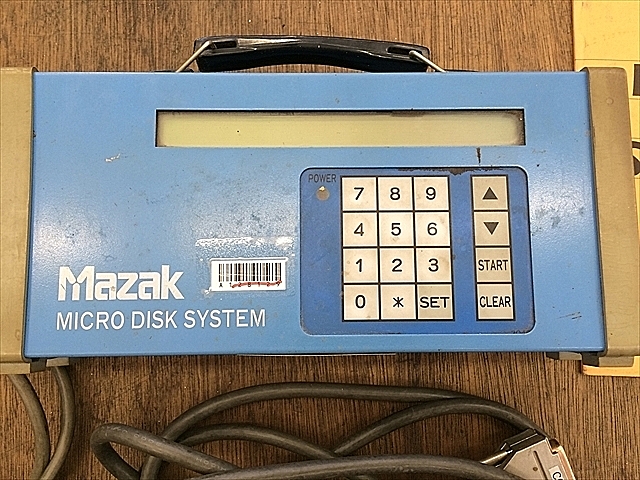 POWER
7 8 9 ▲
4 5 6 ▼
1 2 3 START
0 * SET CLEAR
Mazak
MICRO DISK SYSTEM